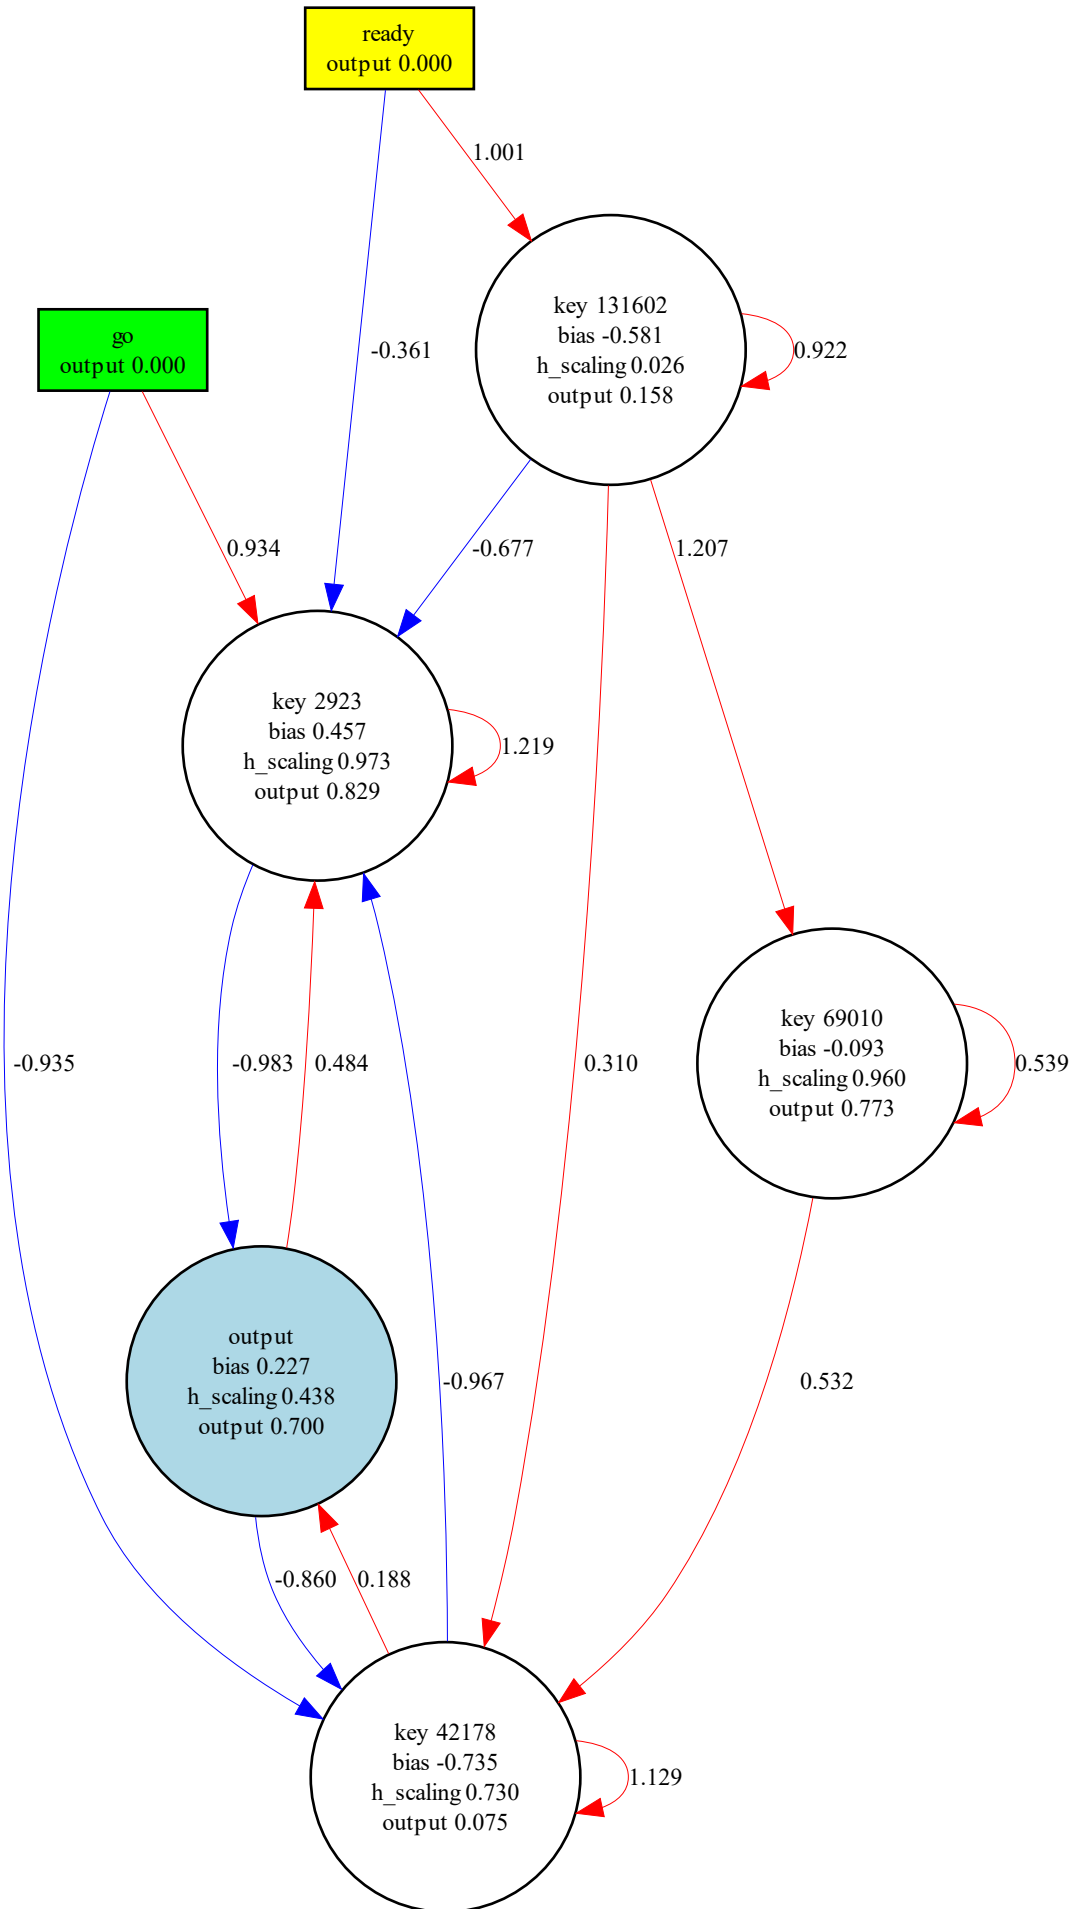 ready
output 0.000
1.001
key 131602
bias -0.581
h_scaling 0.026
output 0.158
0.922
go
output 0.000
-0.361
0.934
-0.677
1.207
key 2923
bias 0.457
h_scaling 0.973
output 0.829
1.219
key 69010
bias -0.093
h_scaling 0.960
output 0.773
0.539
-0.935
-0.983
0.484
0.310
output
bias 0.227
h_scaling 0.438
output 0.700
-0.967
0.532
-0.860
0.188
key 42178
bias -0.735
h_scaling 0.730
output 0.075
1.129